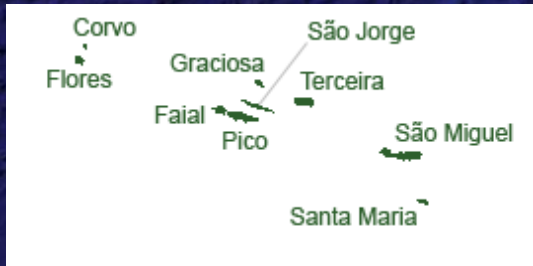 Corvo
São Jorge
Graciosa
Flores
Terceira
Faial
Pico
São Miguel
Santa Maria